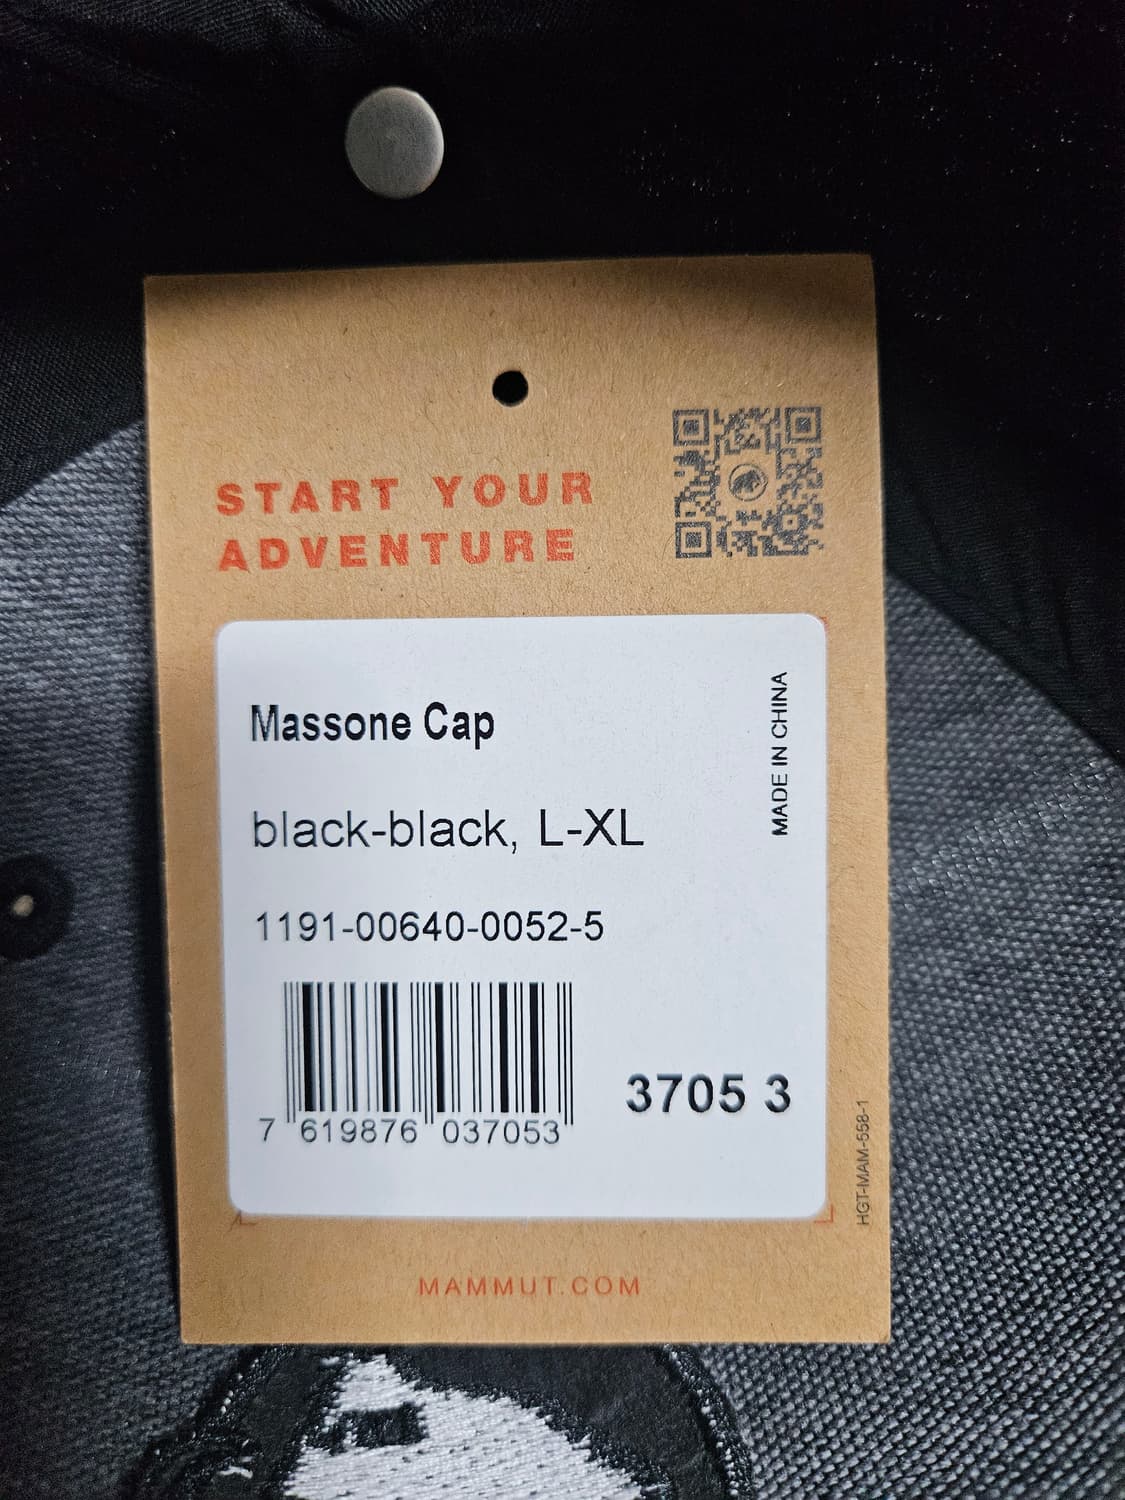 START YOUR
ADVENTURE
Massone Cap
black-black, L-XL
MADE IN CHINA
1191-00640-0052-5
7 619876 037053
3705 3
HGT-MAM-558-1
MAMMUT.COM